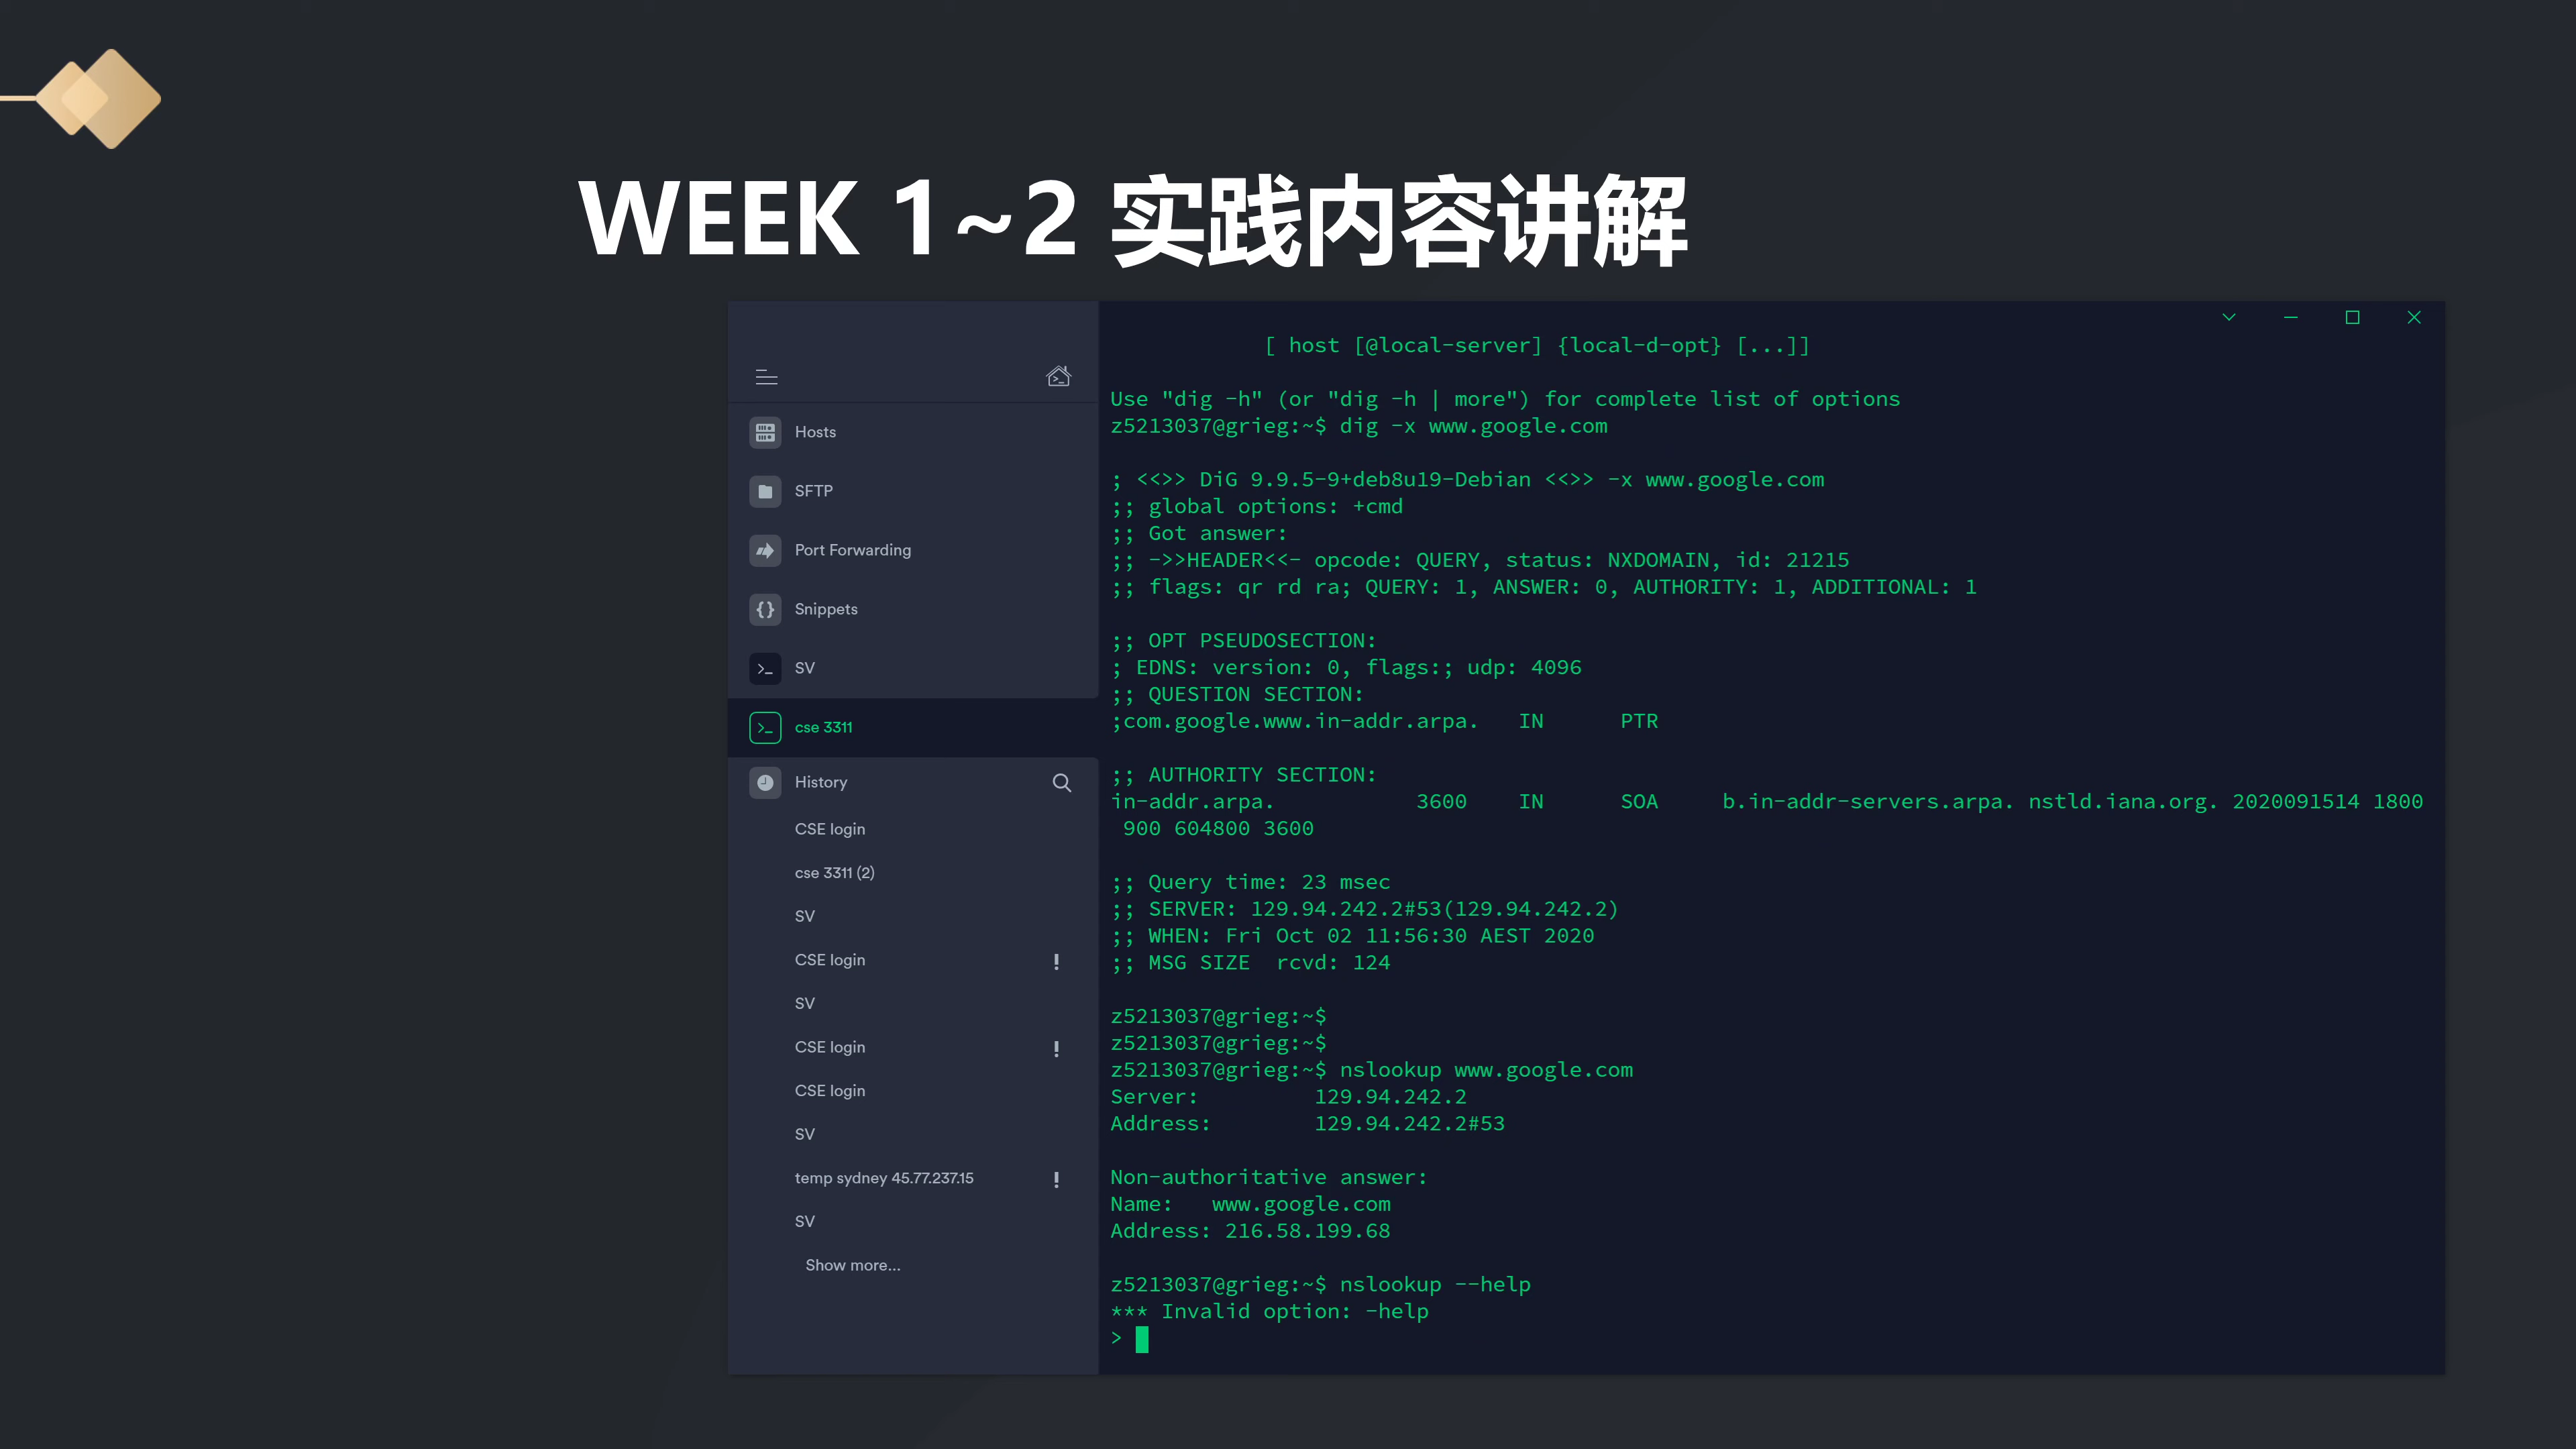 WEEK 1~2 实践内容讲解
Hosts
SFTP
Port Forwarding
Snippets
SV
cse 3311
History
CSE login
cse 3311 (2)
SV
CSE login
SV
CSE login
CSE login
SV
temp sydney 45.77.237.15
SV
Show more...
[ host [@local-server] {local-d-opt} [...]]
Use "dig -h" (or "dig -h | more") for complete list of options
z5213037@grieg:~$ dig -x www.google.com
; <<>> DiG 9.9.5-9+deb8u19-Debian <<>> -x www.google.com
;; global options: +cmd
;; Got answer:
;; ->>HEADER<<- opcode: QUERY, status: NXDOMAIN, id: 21215
;; flags: qr rd ra; QUERY: 1, ANSWER: 0, AUTHORITY: 1, ADDITIONAL: 1
;; OPT PSEUDOSECTION:
; EDNS: version: 0, flags:; udp: 4096
;; QUESTION SECTION:
;com.google.www.in-addr.arpa. IN PTR
;; AUTHORITY SECTION:
in-addr.arpa. 3600 IN SOA b.in-addr-servers.arpa. nstld.iana.org. 2020091514 1800
900 604800 3600
;; Query time: 23 msec
;; SERVER: 129.94.242.2#53(129.94.242.2)
;; WHEN: Fri Oct 02 11:56:30 AEST 2020
;; MSG SIZE rcvd: 124
z5213037@grieg:~$
z5213037@grieg:~$
z5213037@grieg:~$ nslookup www.google.com
Server: 129.94.242.2
Address: 129.94.242.2#53
Non-authoritative answer:
Name: www.google.com
Address: 216.58.199.68
z5213037@grieg:~$ nslookup --help
*** Invalid option: -help
>